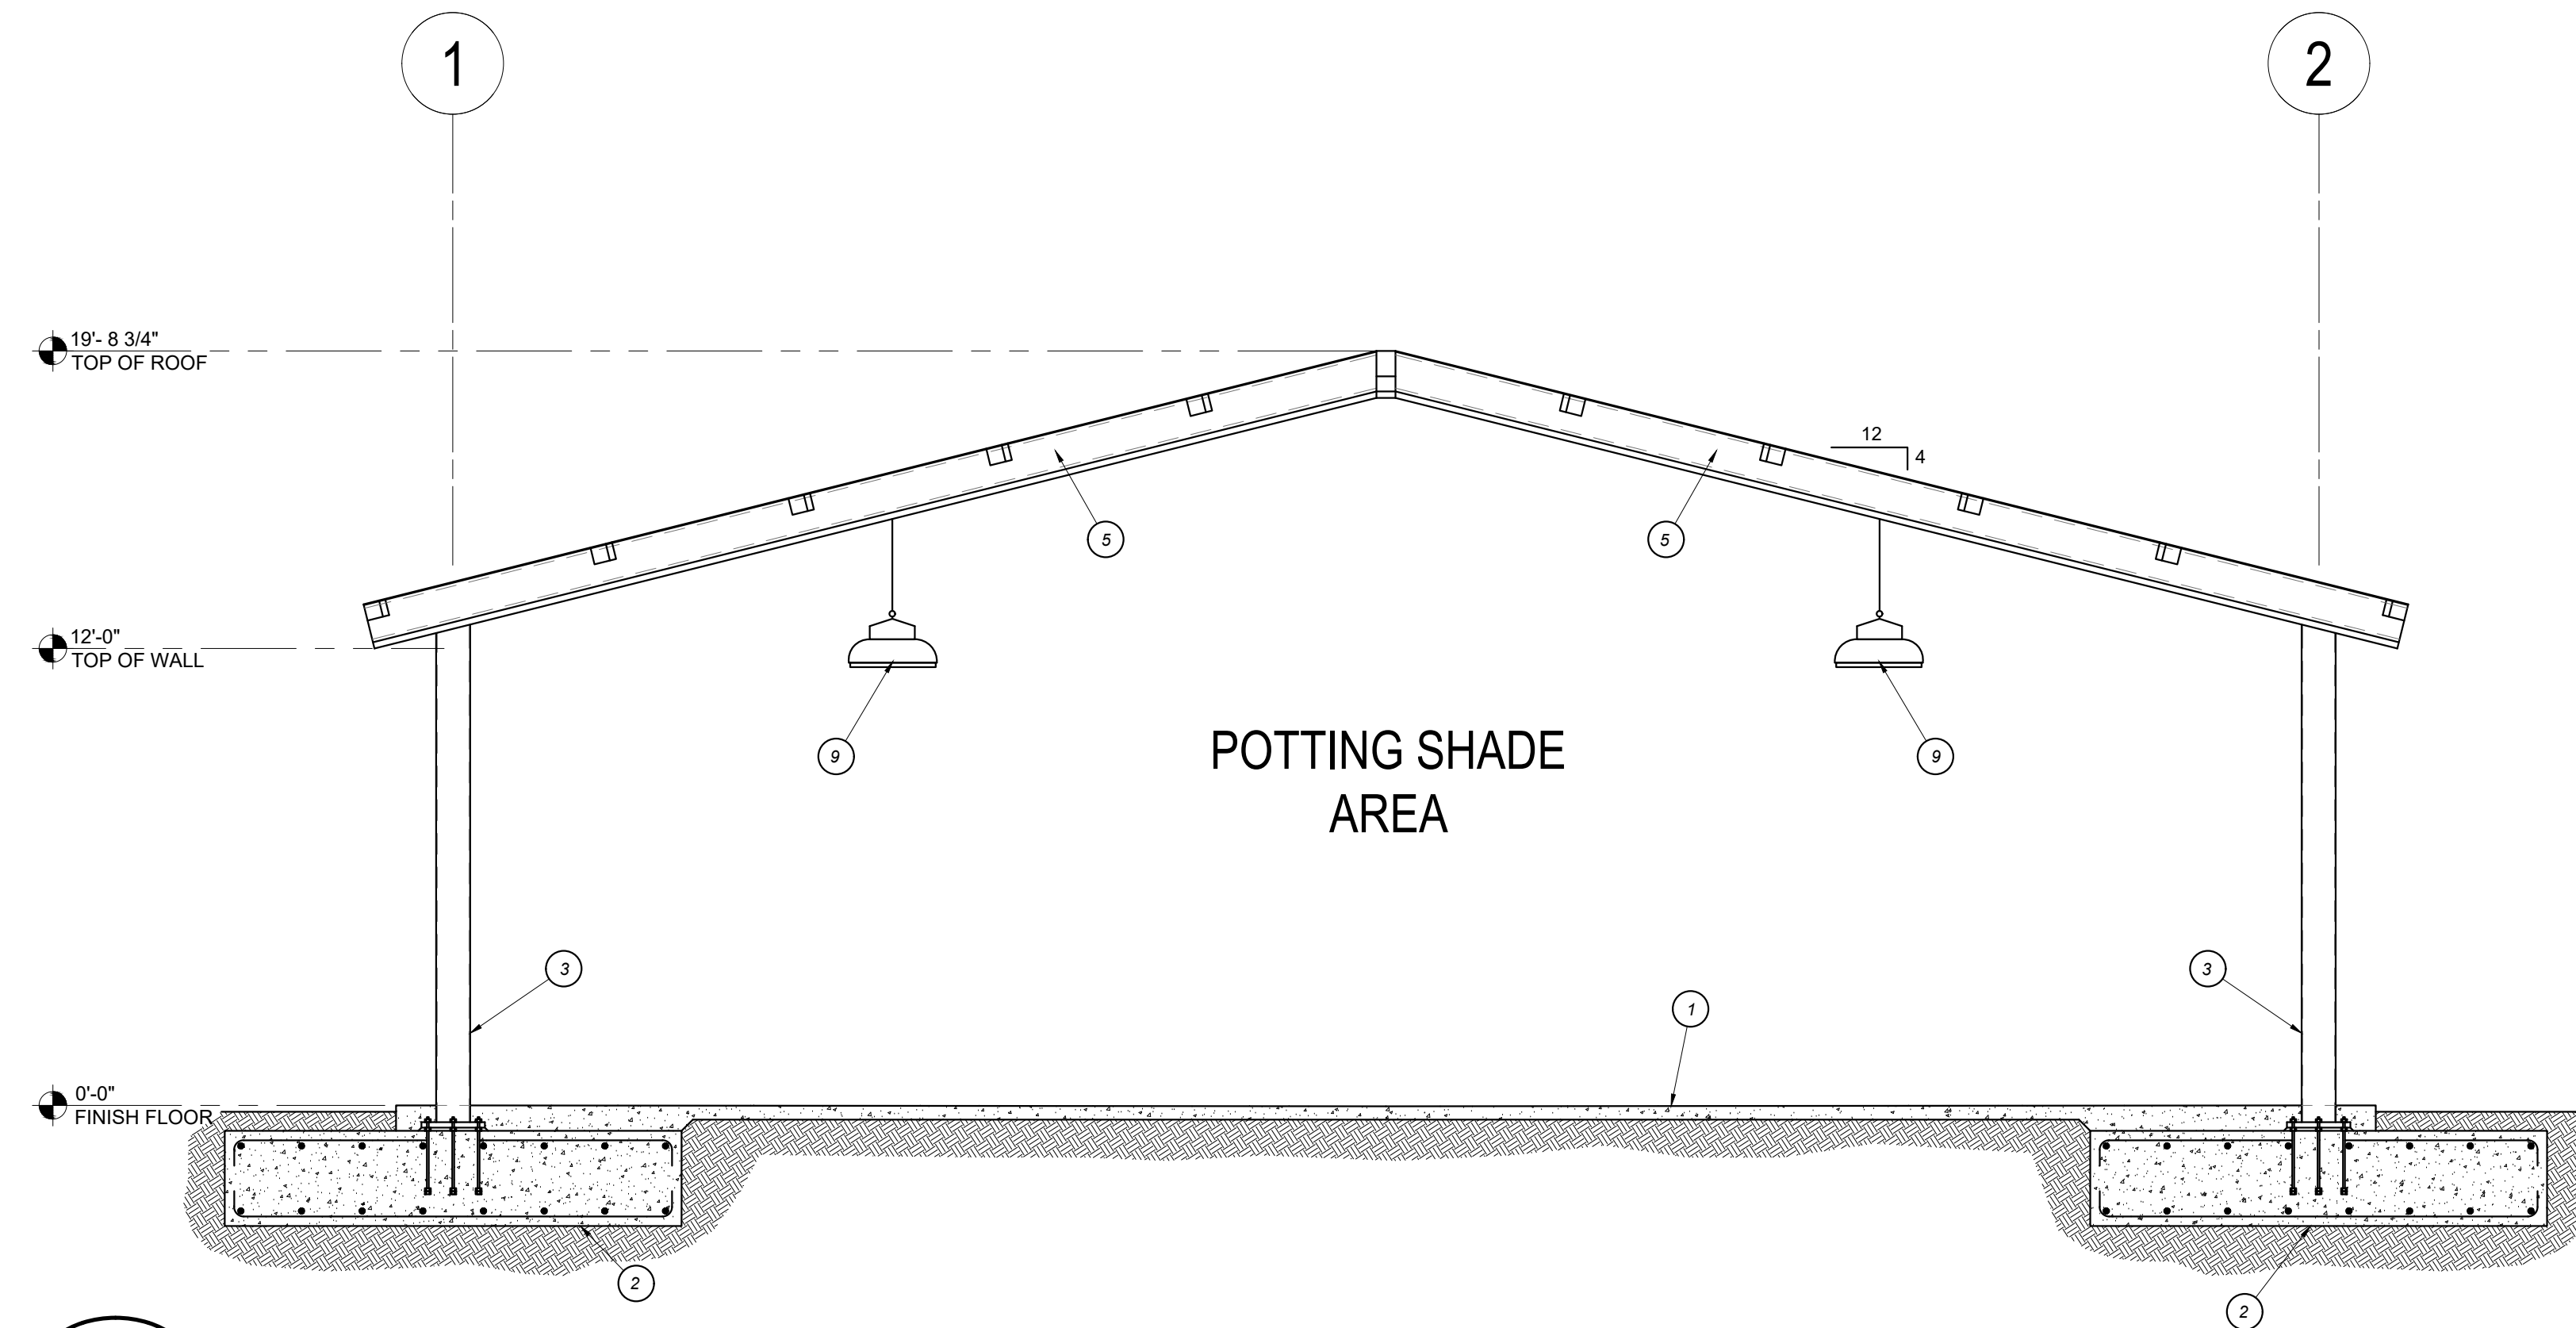 1
2
19'- 8 3/4"
TOP OF ROOF
12
4
5
5
12'-0"
TOP OF WALL
9
9
POTTING SHADE
AREA
3
3
1
0'-0"
FINISH FLOOR
2
2